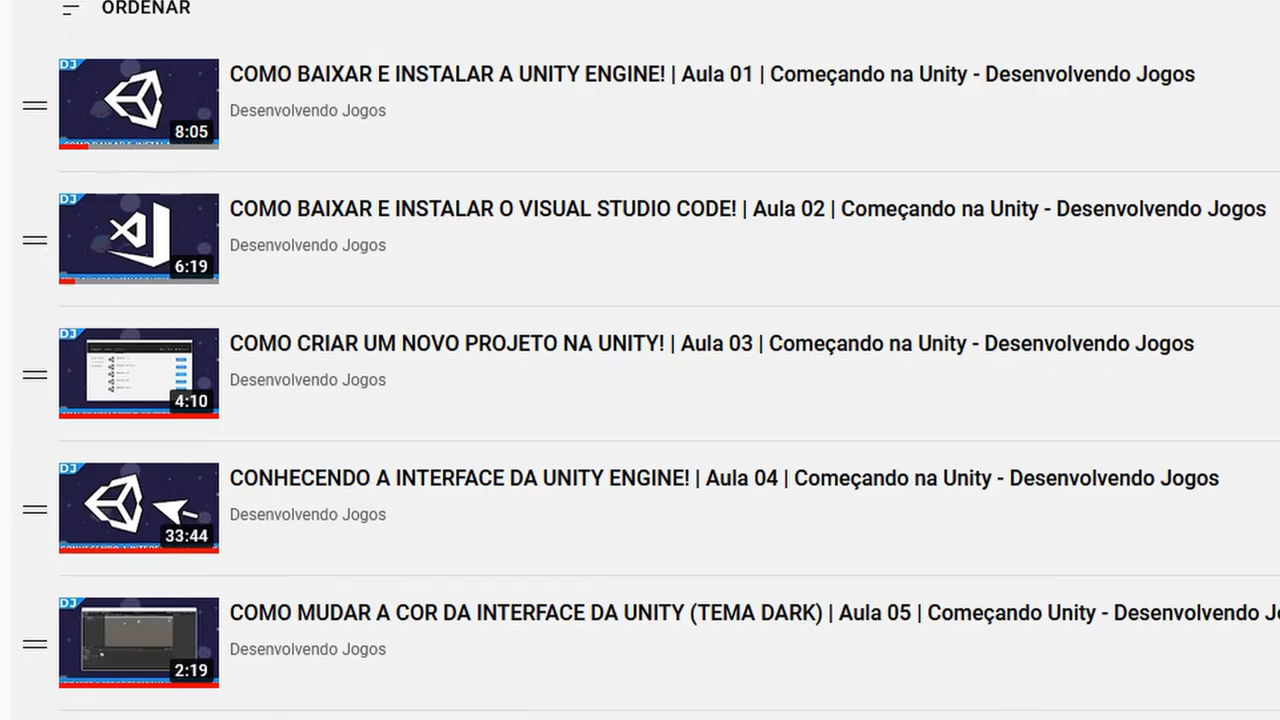 ORDENAR
DJ
8:05
COMO BAIXAR E INSTALAR A UNITY ENGINE! | Aula 01 | Começando na Unity - Desenvolvendo Jogos
Desenvolvendo Jogos
DJ
6:19
COMO BAIXAR E INSTALAR O VISUAL STUDIO CODE! | Aula 02 | Começando na Unity - Desenvolvendo Jogos
Desenvolvendo Jogos
DJ
4:10
COMO CRIAR UM NOVO PROJETO NA UNITY! | Aula 03 | Começando na Unity - Desenvolvendo Jogos
Desenvolvendo Jogos
DJ
33:44
CONHECENDO A INTERFACE DA UNITY ENGINE! | Aula 04 | Começando na Unity - Desenvolvendo Jogos
Desenvolvendo Jogos
DJ
2:19
COMO MUDAR A COR DA INTERFACE DA UNITY (TEMA DARK) | Aula 05 | Começando Unity - Desenvolvendo
Desenvolvendo Jogos